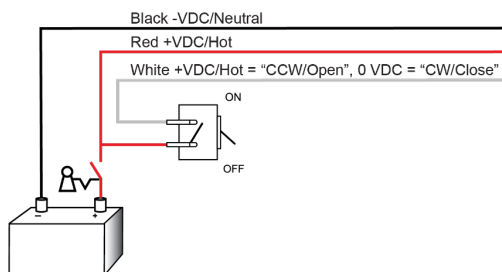 Black -VDC/Neutral
Red +VDC/Hot
White +VDC/Hot = “CCW/Open”, 0 VDC = “CW/Close”
ON
OFF
− +